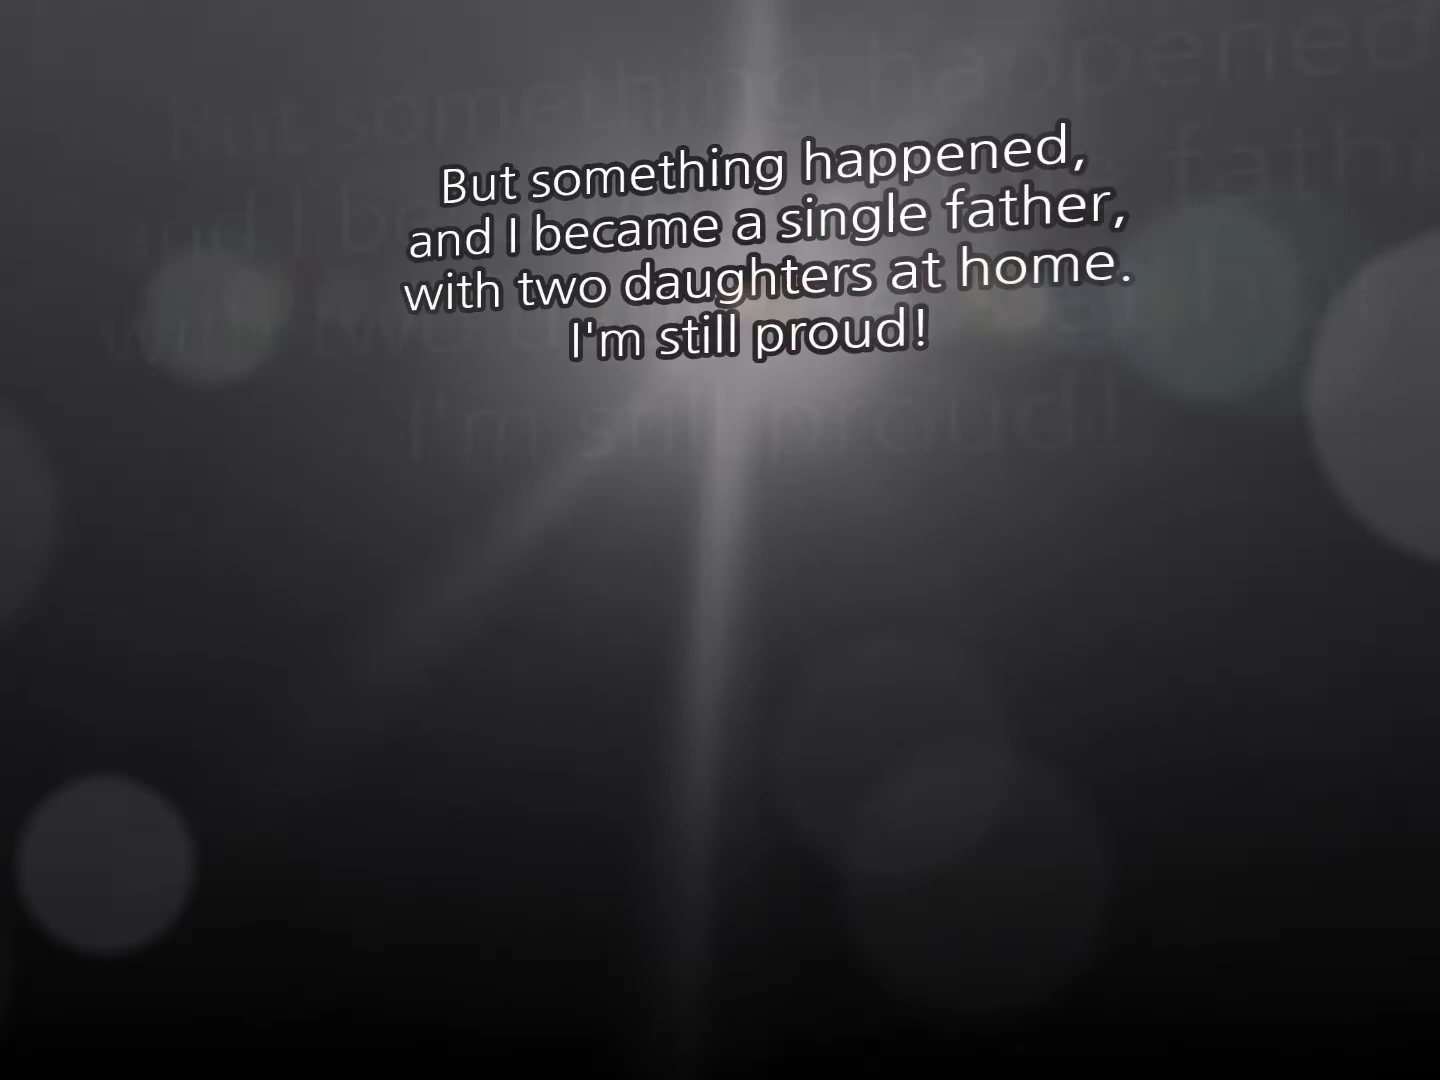 But something happened,
and I became a single father,
with two daughters at home.
I'm still proud!